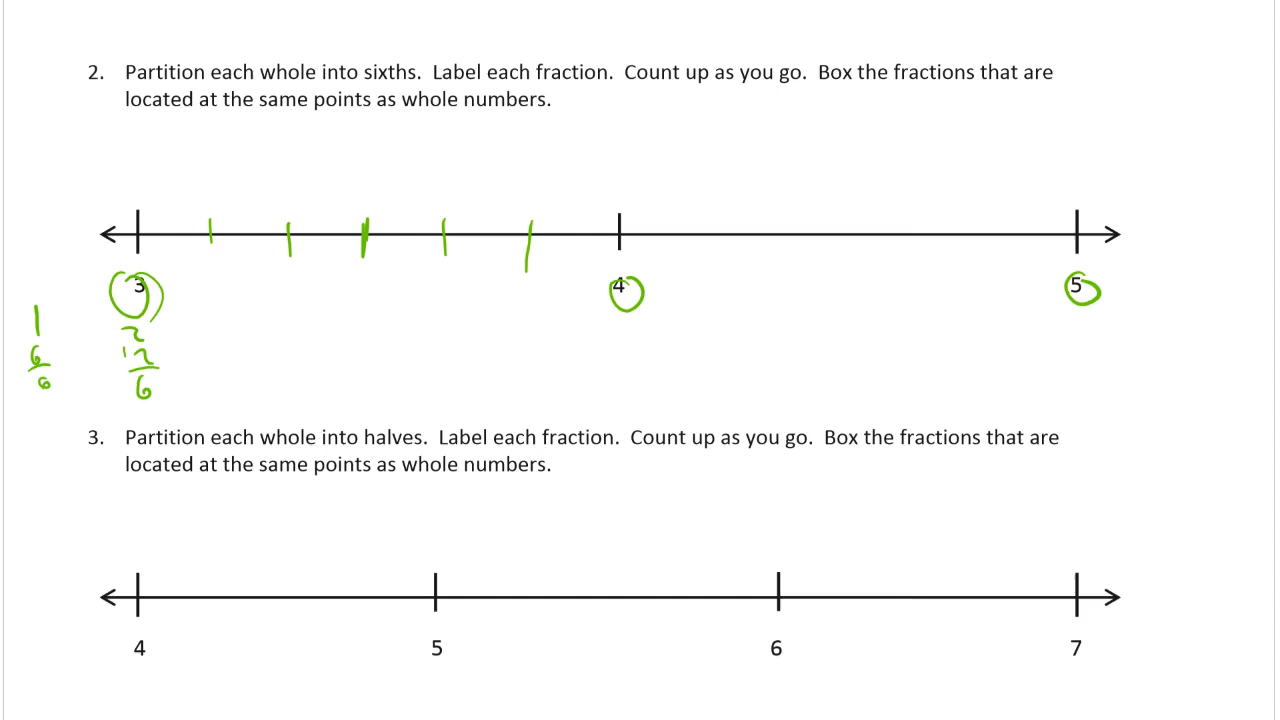 2. Partition each whole into sixths. Label each fraction. Count up as you go. Box the fractions that are
located at the same points as whole numbers.
3 4 5
1 2
6 12
6 6
3. Partition each whole into halves. Label each fraction. Count up as you go. Box the fractions that are
located at the same points as whole numbers.
4 5 6 7